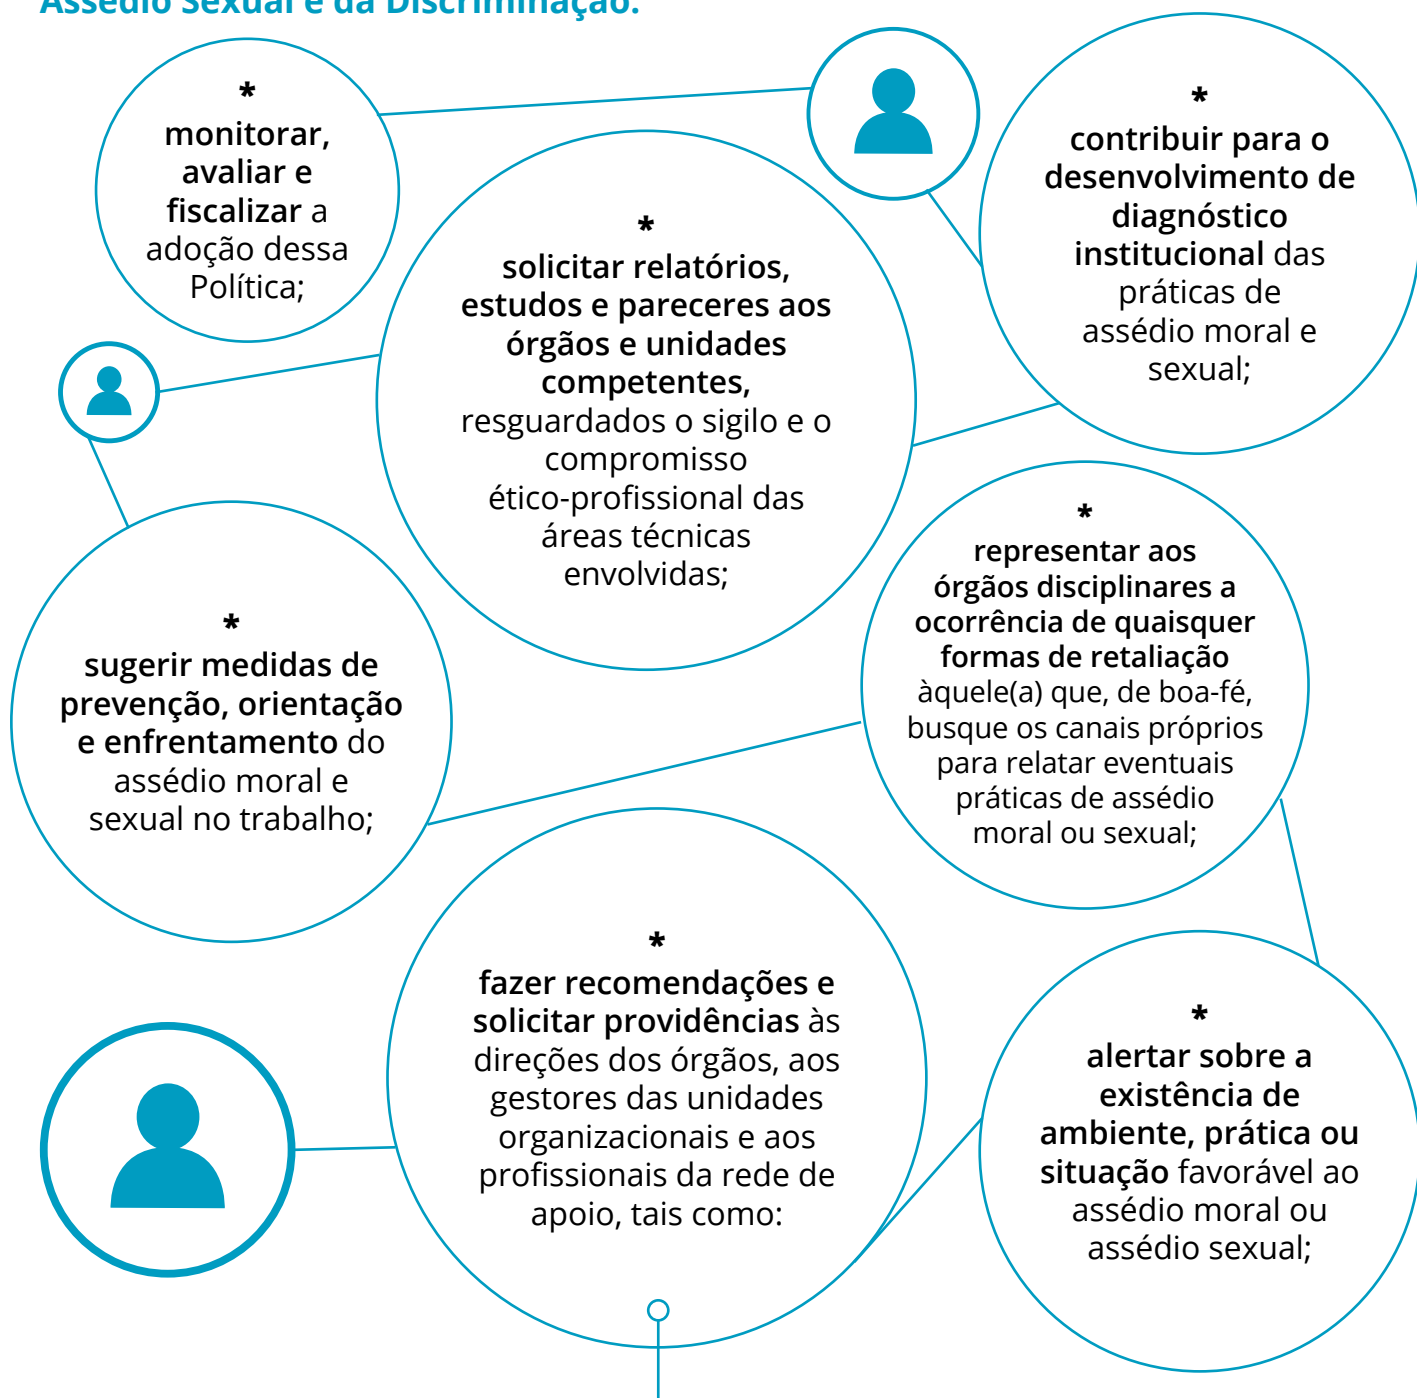 Assédio Sexual e da Discriminação.
*
monitorar,
avaliar e
fiscalizar a
adoção dessa
Política;
*
contribuir para o
desenvolvimento de
diagnóstico
institucional das
práticas de
assédio moral e
sexual;
*
solicitar relatórios,
estudos e pareceres aos
órgãos e unidades
competentes,
resguardados o sigilo e o
compromisso
ético-profissional das
áreas técnicas
envolvidas;
*
representar aos
órgãos disciplinares a
ocorrência de quaisquer
formas de retaliação
àquele(a) que, de boa-fé,
busque os canais próprios
para relatar eventuais
práticas de assédio
moral ou sexual;
*
sugerir medidas de
prevenção, orientação
e enfrentamento do
assédio moral e
sexual no trabalho;
*
fazer recomendações e
solicitar providências às
direções dos órgãos, aos
gestores das unidades
organizacionais e aos
profissionais da rede de
apoio, tais como:
*
alertar sobre a
existência de
ambiente, prática ou
situação favorável ao
assédio moral ou
assédio sexual;